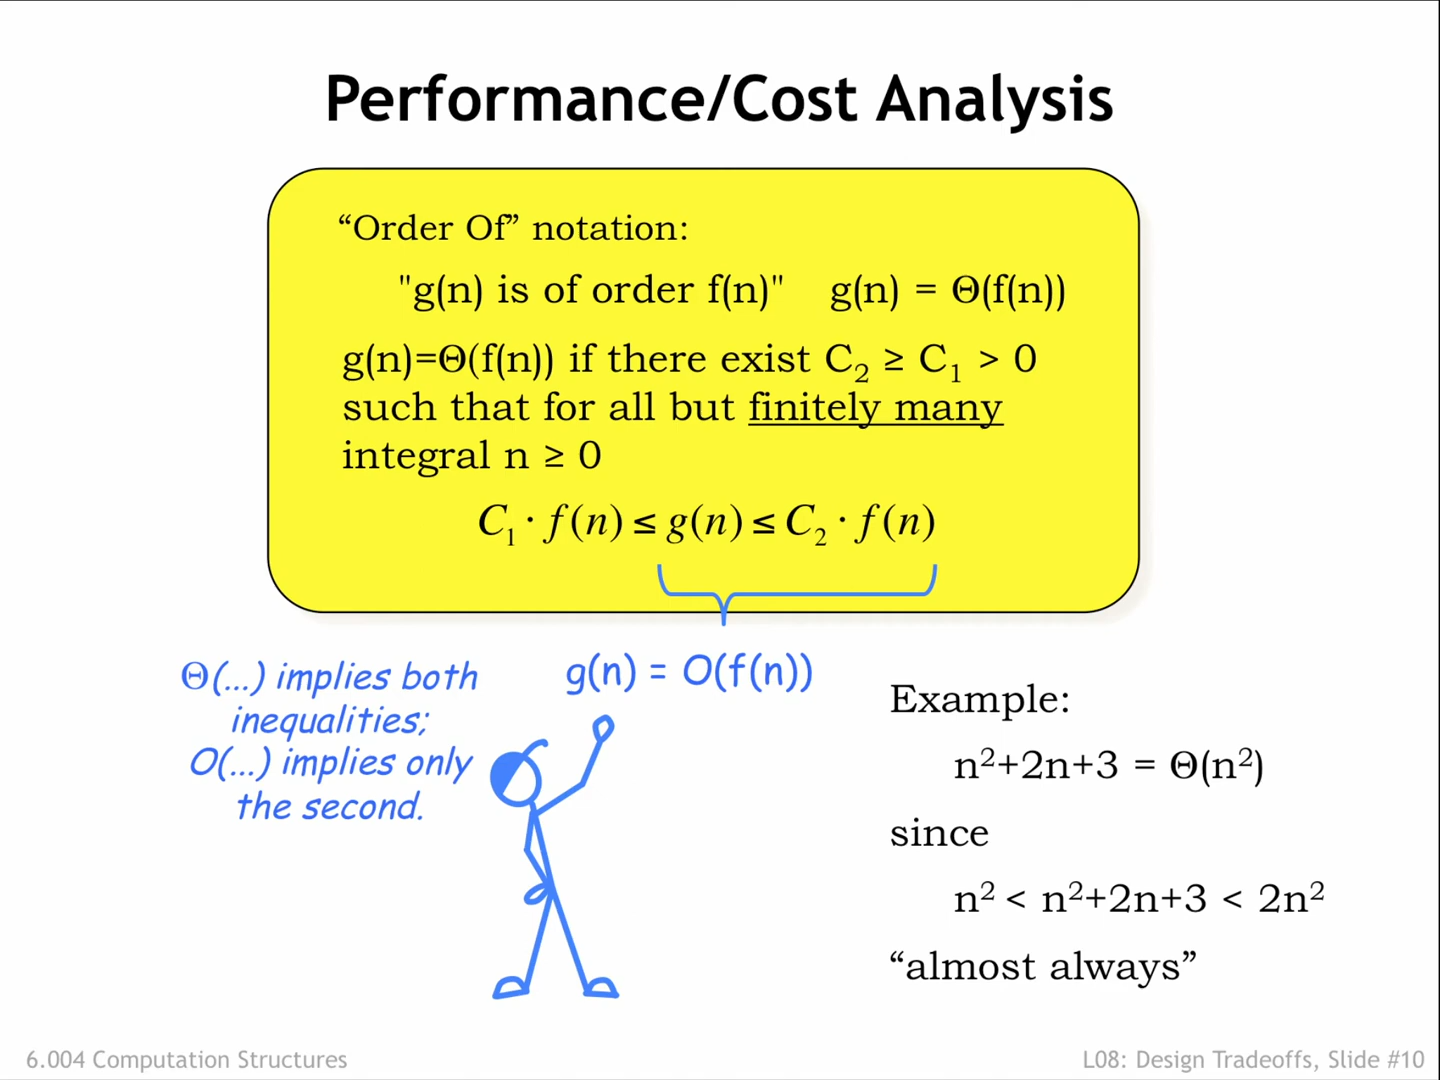 Performance/Cost Analysis
“Order Of” notation:
"g(n) is of order f(n)" g(n) = Θ(f(n))
g(n)=Θ(f(n)) if there exist C₂ ≥ C₁ > 0
such that for all but finitely many
integral n ≥ 0
C₁ · f(n) ≤ g(n) ≤ C₂ · f(n)
g(n) = O(f(n))
Θ(...) implies both
inequalities;
O(...) implies only
the second.
Example:
n²+2n+3 = Θ(n²)
since
n² < n²+2n+3 < 2n²
“almost always”
6.004 Computation Structures
L08: Design Tradeoffs, Slide #10